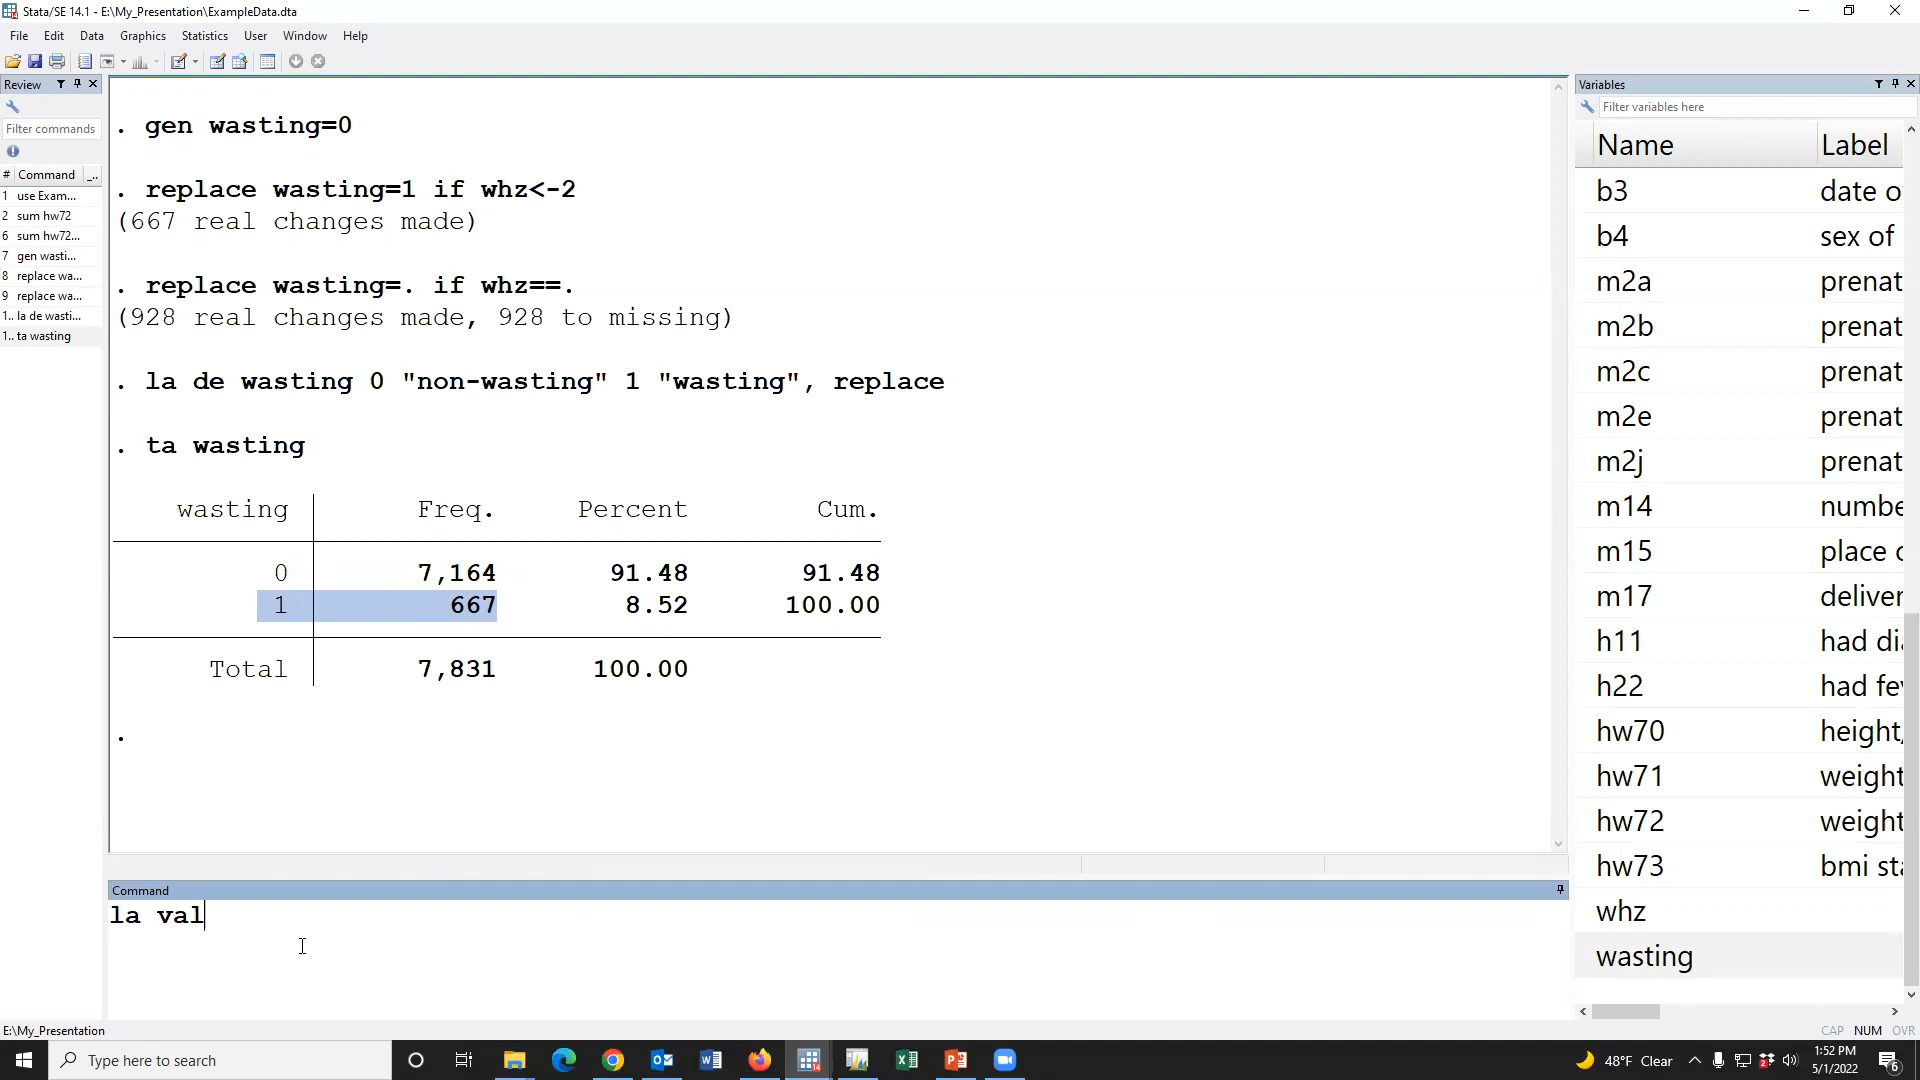 Stata/SE 14.1 - E:\My_Presentation\ExampleData.dta
File Edit Data Graphics Statistics User Window Help
Review
Filter commands
# Command _..
1 use Exam...
2 sum hw72
6 sum hw72...
7 gen wasti...
8 replace wa...
9 replace wa...
1.. la de wasti...
1.. ta wasting
. gen wasting=0
. replace wasting=1 if whz<-2
(667 real changes made)
. replace wasting=. if whz==.
(928 real changes made, 928 to missing)
. la de wasting 0 "non-wasting" 1 "wasting", replace
. ta wasting
wasting Freq. Percent Cum.
0 7,164 91.48 91.48
1 667 8.52 100.00
Total 7,831 100.00
.
Command
la val
Variables
Filter variables here
Name Label
b3 date o
b4 sex of
m2a prenat
m2b prenat
m2c prenat
m2e prenat
m2j prenat
m14 numbe
m15 place c
m17 deliver
h11 had dia
h22 had fev
hw70 height,
hw71 weight
hw72 weight
hw73 bmi sta
whz
wasting
E:\My_Presentation
CAP NUM OVR
Type here to search
48°F Clear
1:52 PM
5/1/2022
6